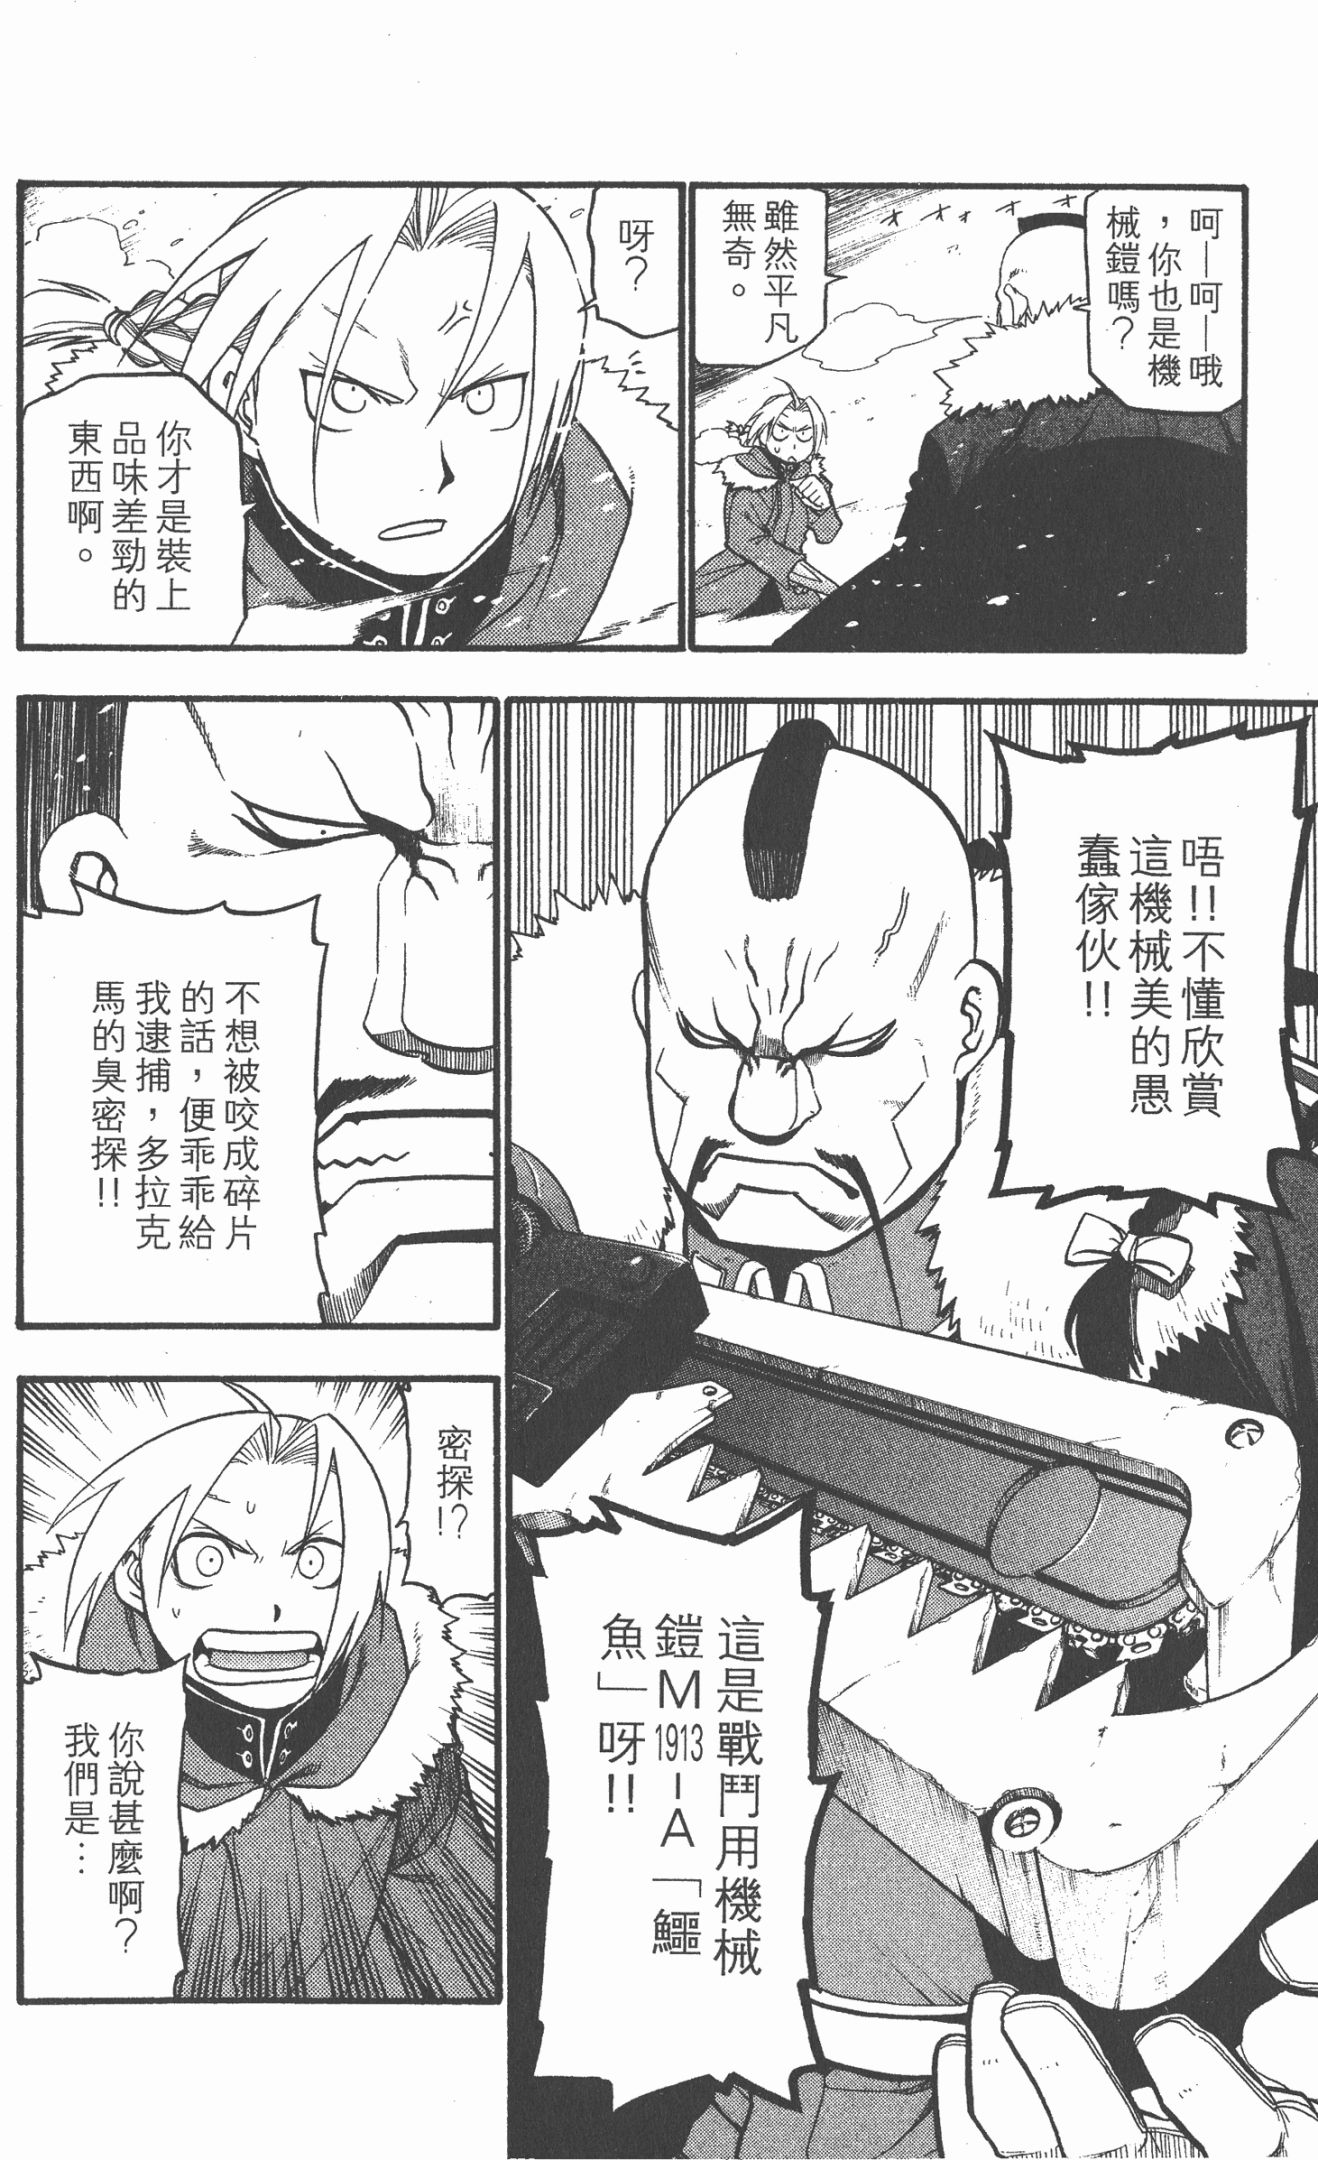 呵—呵—哦
，你也是機
械鎧嗎？
雖然平凡
無奇。
呀？
你才是裝上
品味差勁的
東西啊。
唔!!不懂欣賞
這機械美的愚
蠢傢伙!!
這是戰鬥用機械
鎧M1913-A「鱷
魚」呀!!
不想被咬成碎片
的話，便乖乖給
我逮捕，多拉克
馬的臭密探!!
密探!?
你說甚麼啊？
我們是…